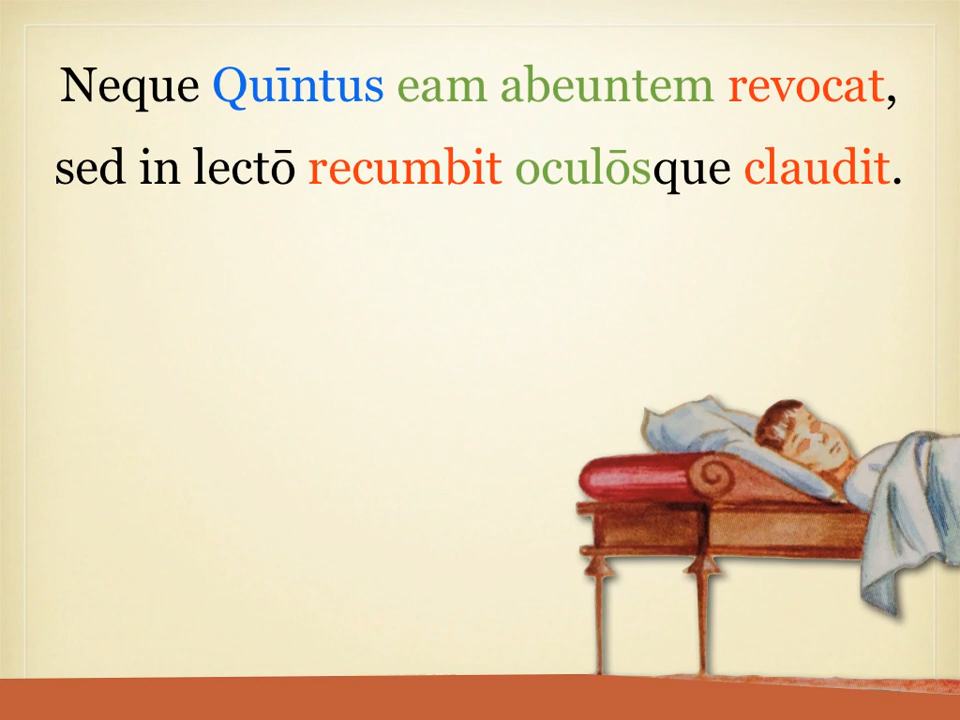 Neque Quīntus eam abeuntem revocat,
sed in lectō recumbit oculōsque claudit.